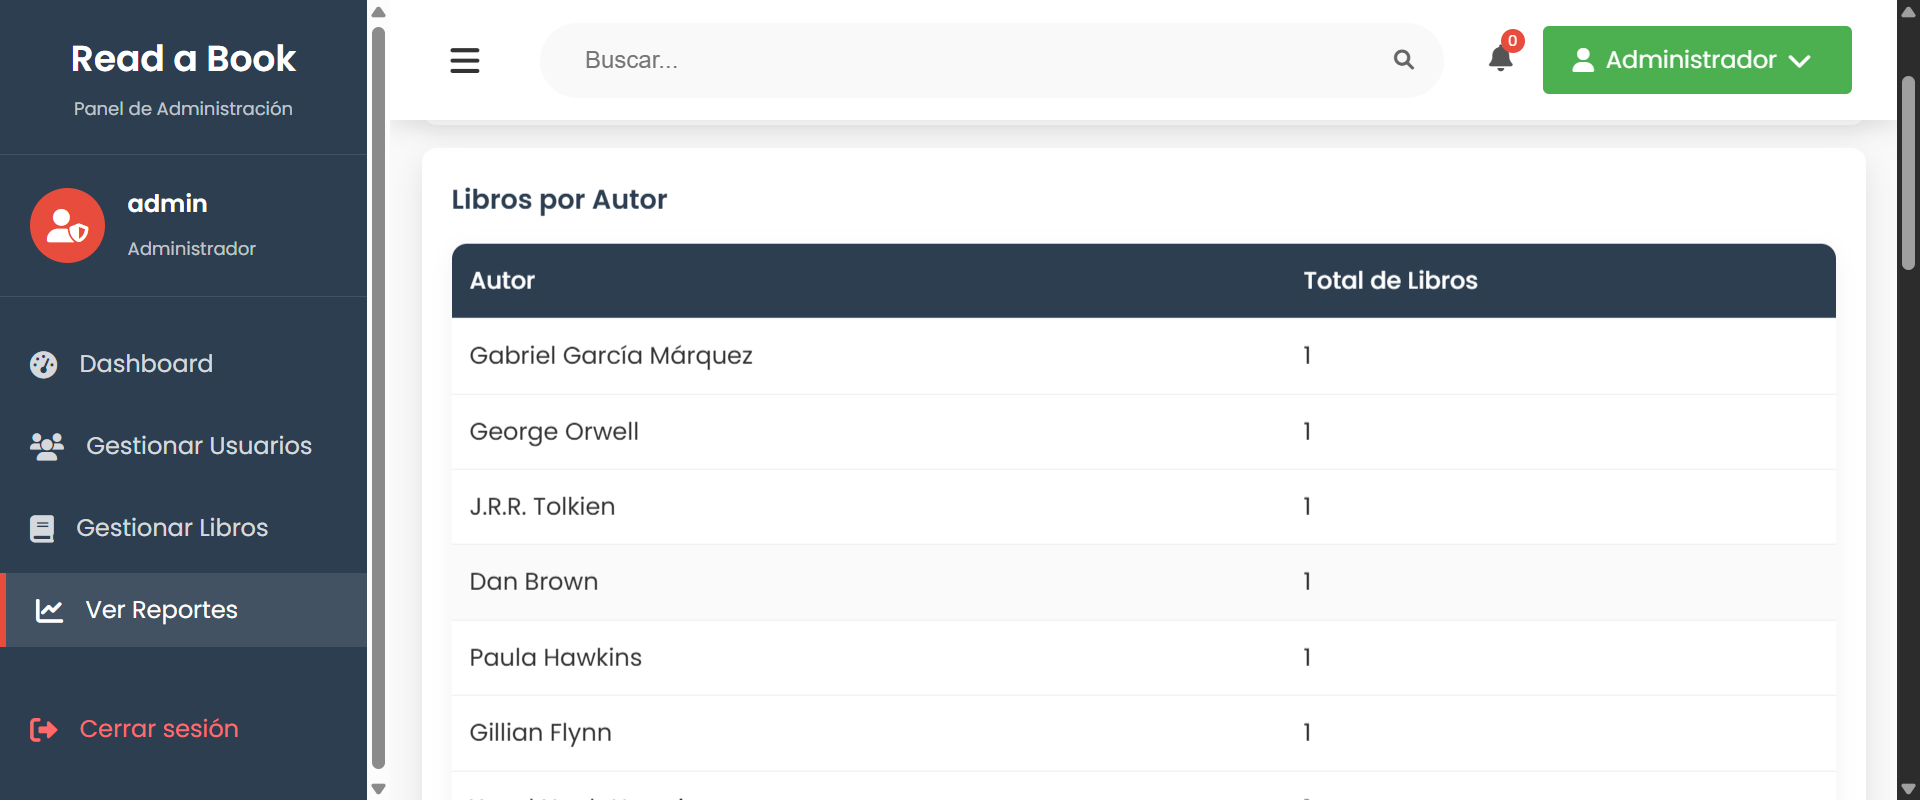 Read a Book
Panel de Administración
admin
Administrador
Dashboard
Gestionar Usuarios
Gestionar Libros
Ver Reportes
Cerrar sesión
Buscar...
0
Administrador
Libros por Autor
Autor Total de Libros
Gabriel García Márquez 1
George Orwell 1
J.R.R. Tolkien 1
Dan Brown 1
Paula Hawkins 1
Gillian Flynn 1